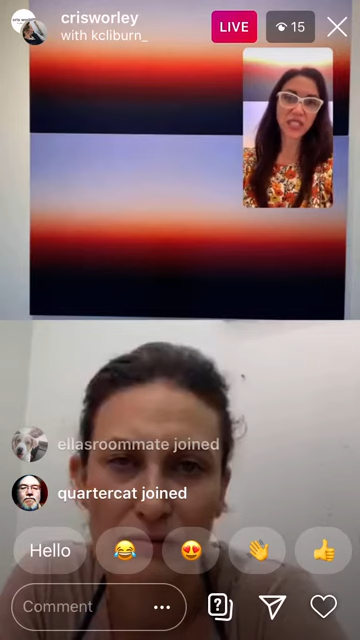 crisworley
with kcliburn_
LIVE
15
ellasroommate joined
quartercat joined
Hello
Comment